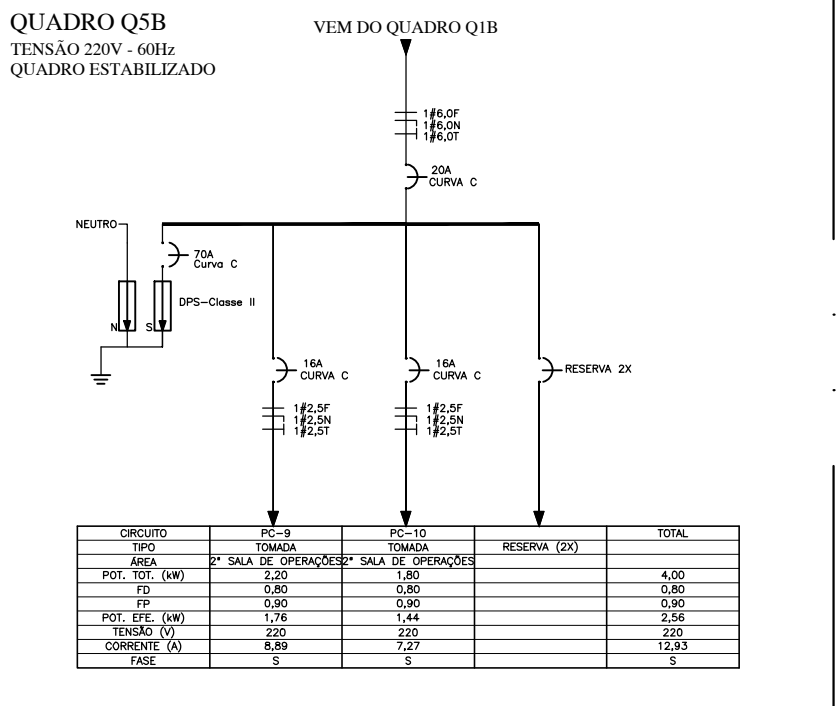 QUADRO Q5B
TENSÃO 220V - 60Hz
QUADRO ESTABILIZADO
VEM DO QUADRO Q1B
1#6,0F
1#6,0N
1#6,0T
20A
CURVA C
NEUTRO
70A
Curva C
DPS-Classe II
N
S
16A
CURVA C
16A
CURVA C
RESERVA 2X
1#2,5F
1#2,5N
1#2,5T
1#2,5F
1#2,5N
1#2,5T
CIRCUITO PC-9 PC-10 TOTAL
TIPO TOMADA TOMADA RESERVA (2X)
ÁREA 2° SALA DE OPERAÇÕES 2° SALA DE OPERAÇÕES
POT. TOT. (kW) 2,20 1,80 4,00
FD 0,80 0,80 0,80
FP 0,90 0,90 0,90
POT. EFE. (kW) 1,76 1,44 2,56
TENSÃO (V) 220 220 220
CORRENTE (A) 8,89 7,27 12,93
FASE S S S